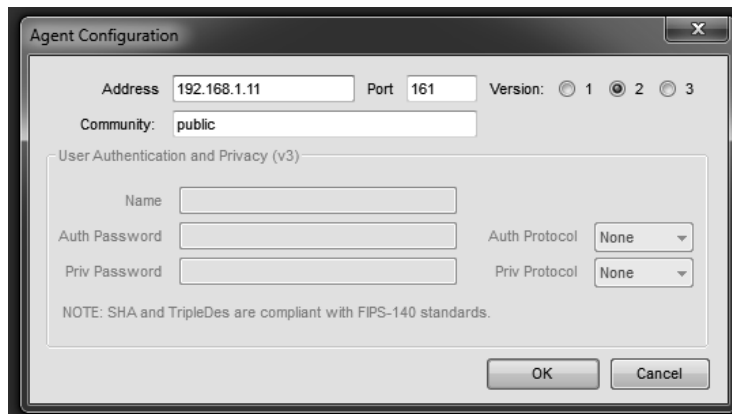 Agent Configuration
x
Address 192.168.1.11 Port 161 Version: 1 2 3
Community: public
User Authentication and Privacy (v3)
Name
Auth Password Auth Protocol None
Priv Password Priv Protocol None
NOTE: SHA and TripleDes are compliant with FIPS-140 standards.
OK Cancel